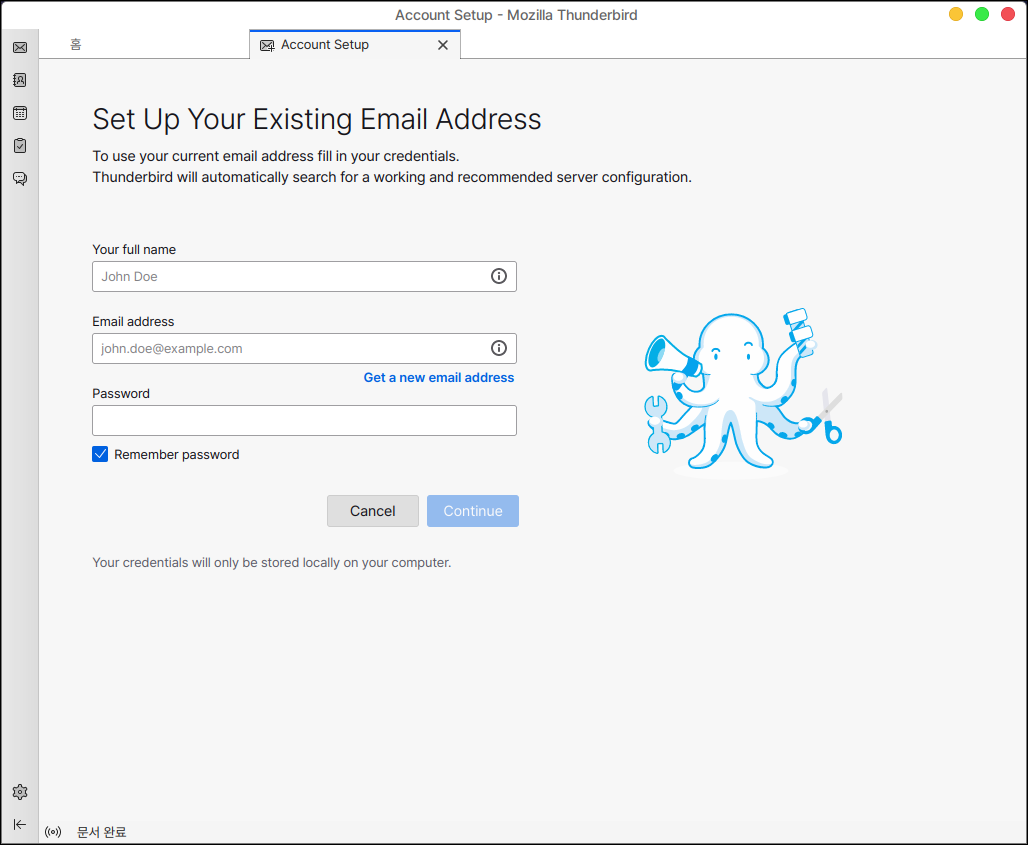 Account Setup - Mozilla Thunderbird
홈
Account Setup
Set Up Your Existing Email Address
To use your current email address fill in your credentials.
Thunderbird will automatically search for a working and recommended server configuration.
Your full name
John Doe
Email address
john.doe@example.com
Get a new email address
Password
Remember password
Cancel
Continue
Your credentials will only be stored locally on your computer.
문서 완료